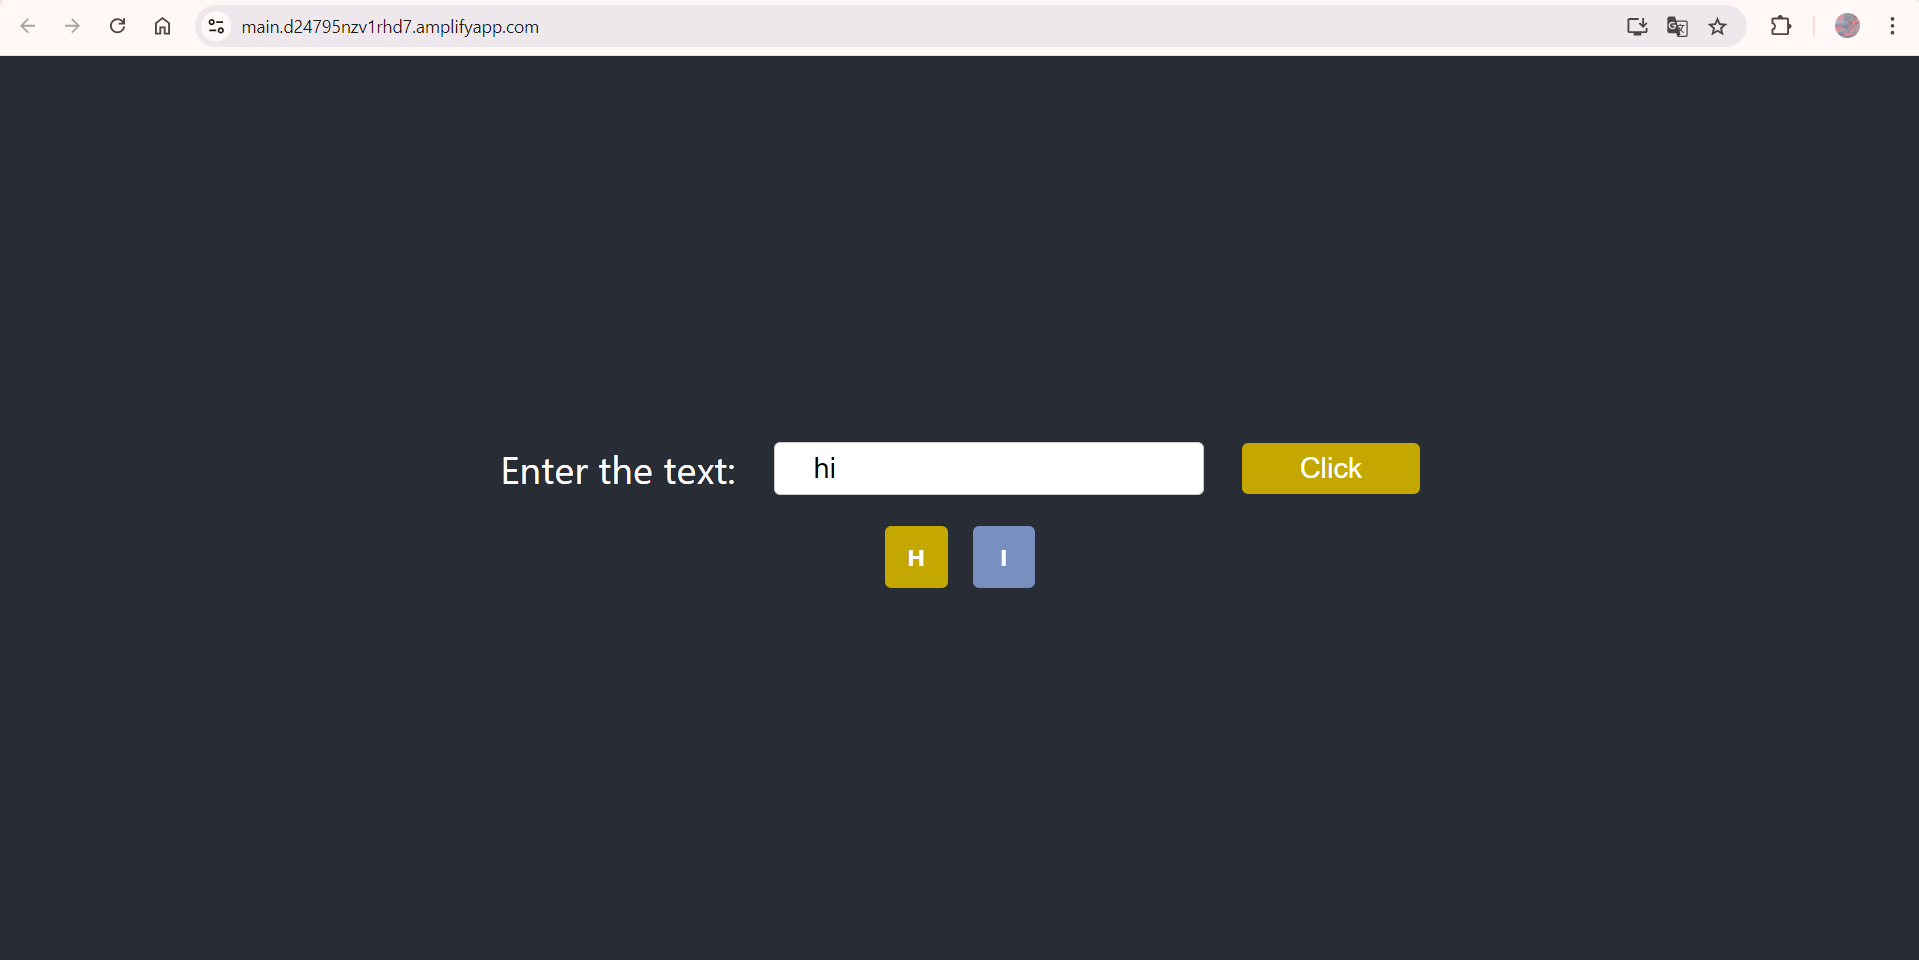 main.d24795nzv1rhd7.amplifyapp.com
Enter the text: hi Click
H I